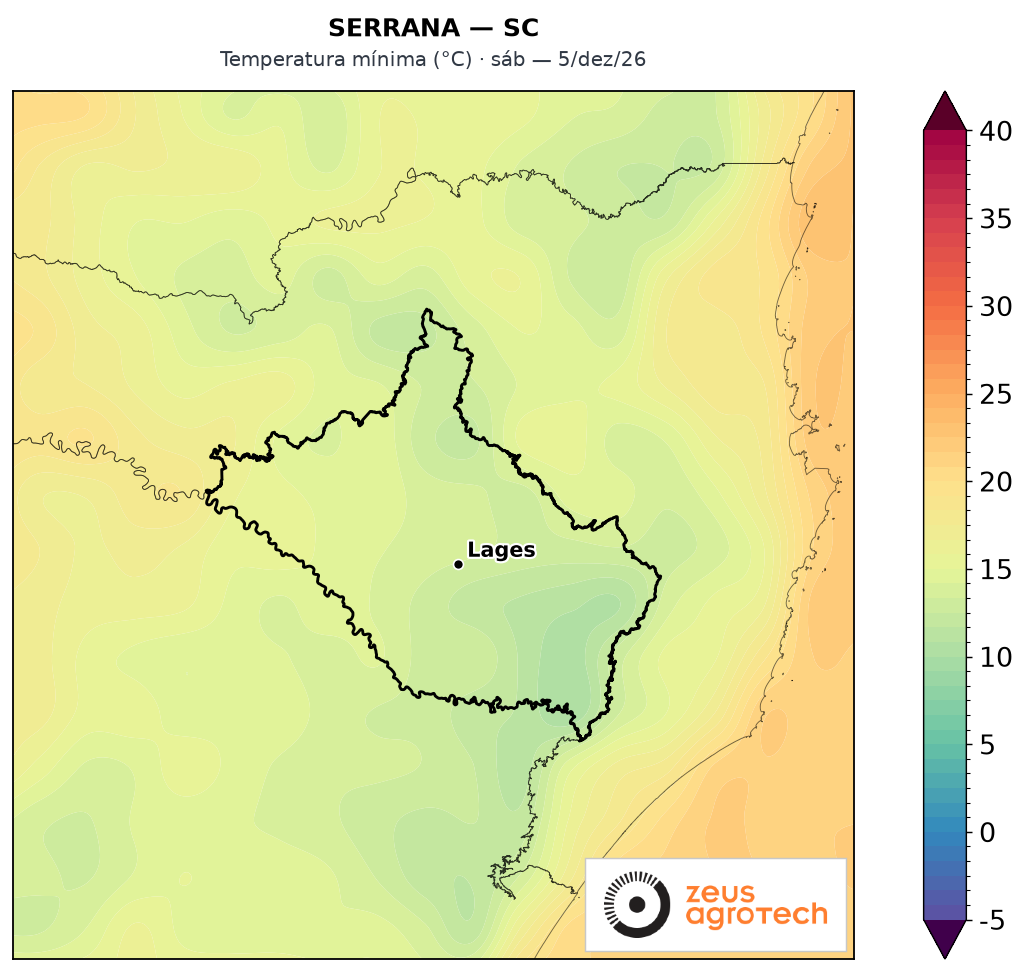 SERRANA — SC
Temperatura mínima (°C) · sáb — 5/dez/26
40
35
30
25
20
15
10
5
0
-5
Lages
zeus
agrotech